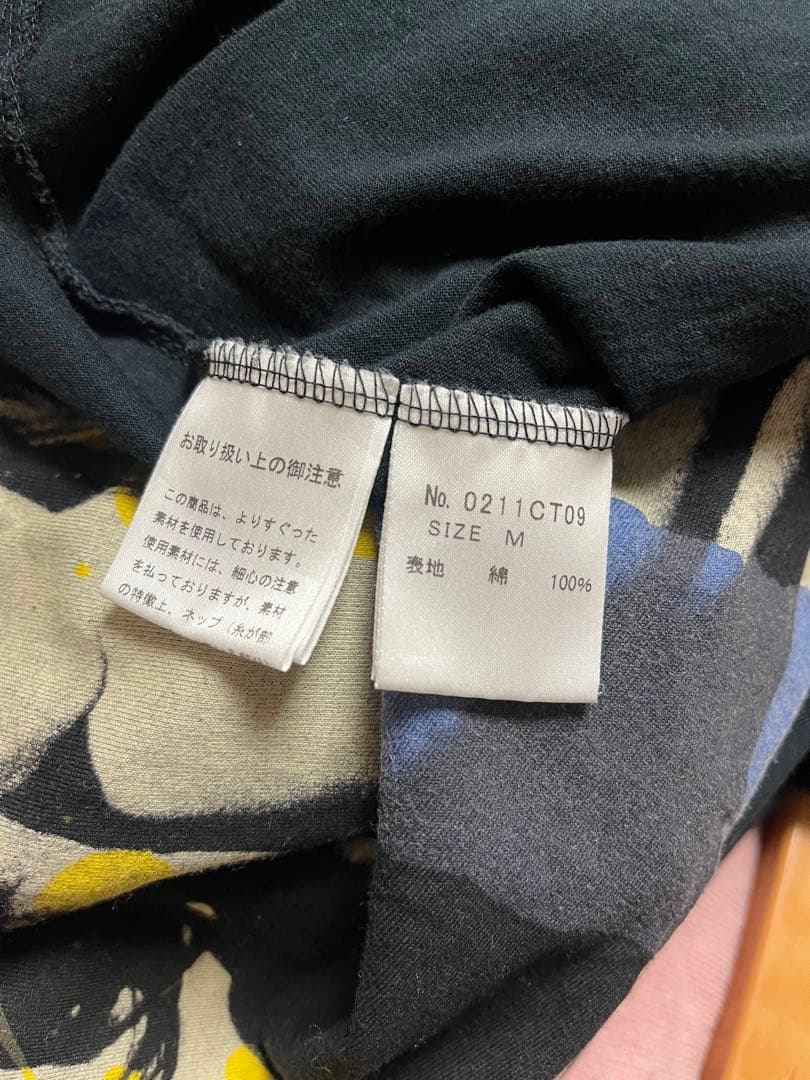 お取り扱い上の御注意
この商品は、よりすぐった
素材を使用しております。
使用素材には、細心の注意
を払っておりますが、素材
の特徴上、ネップ（糸が部
No. 0211CT09
SIZE M
表地 綿 100%